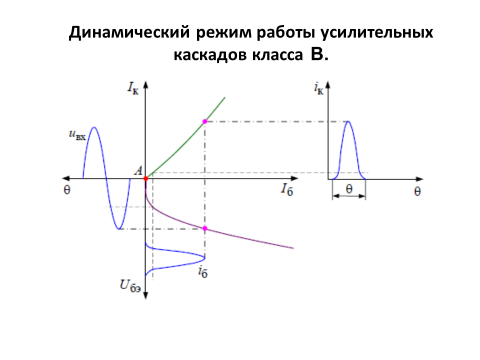 Динамический режим работы усилительных
каскадов класса В.
Iк
iк
uвх
A
θ
Iб
θ
θ
iб
Uбэ